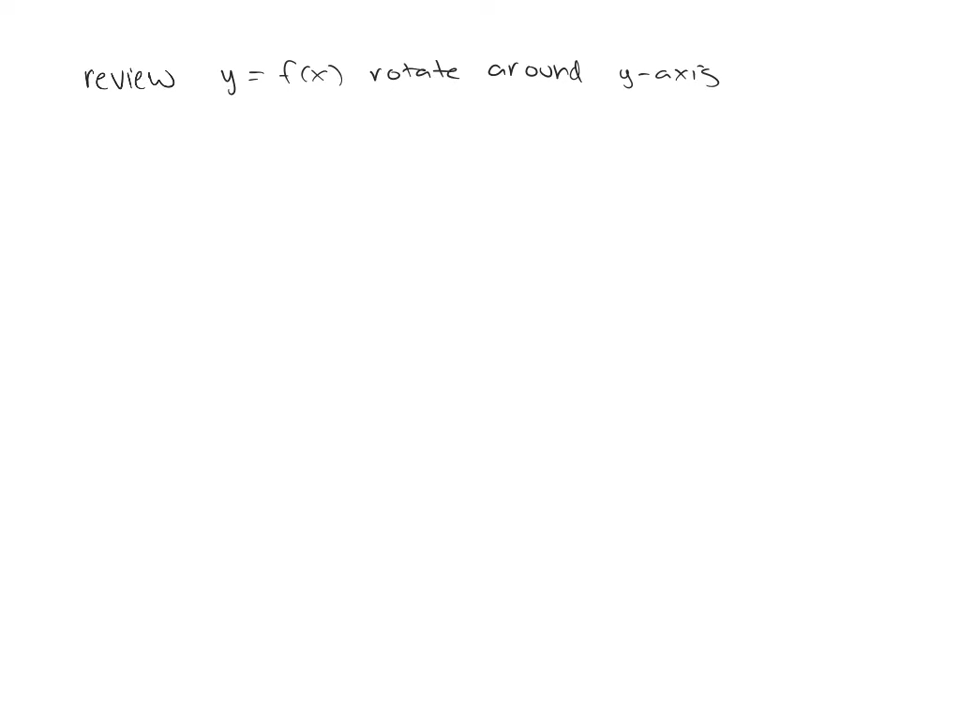 review y = f(x) rotate around y-axis